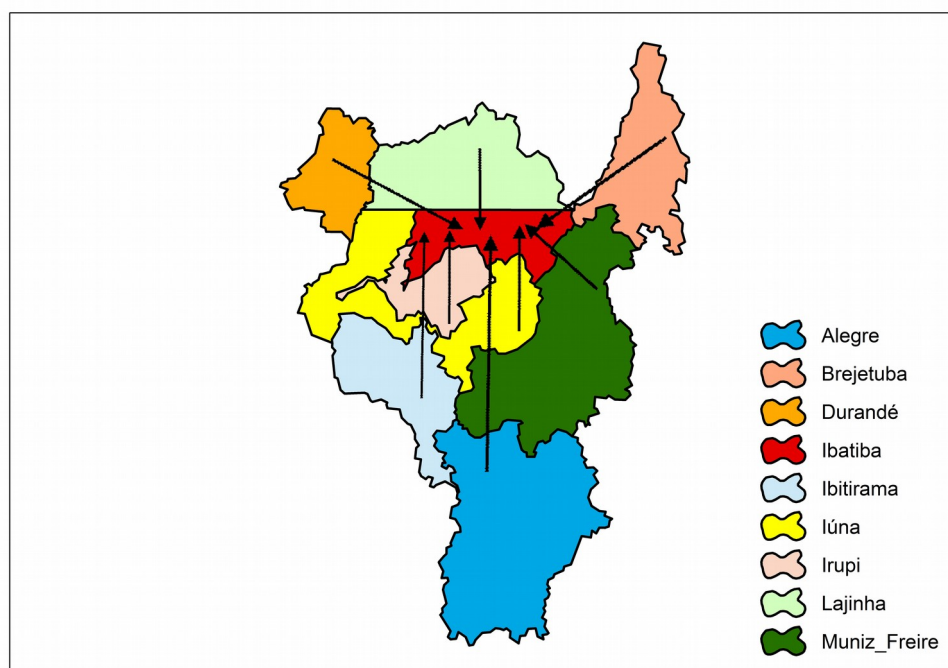 Alegre
Brejetuba
Durandé
Ibatiba
Ibitirama
Iúna
Irupi
Lajinha
Muniz_Freire